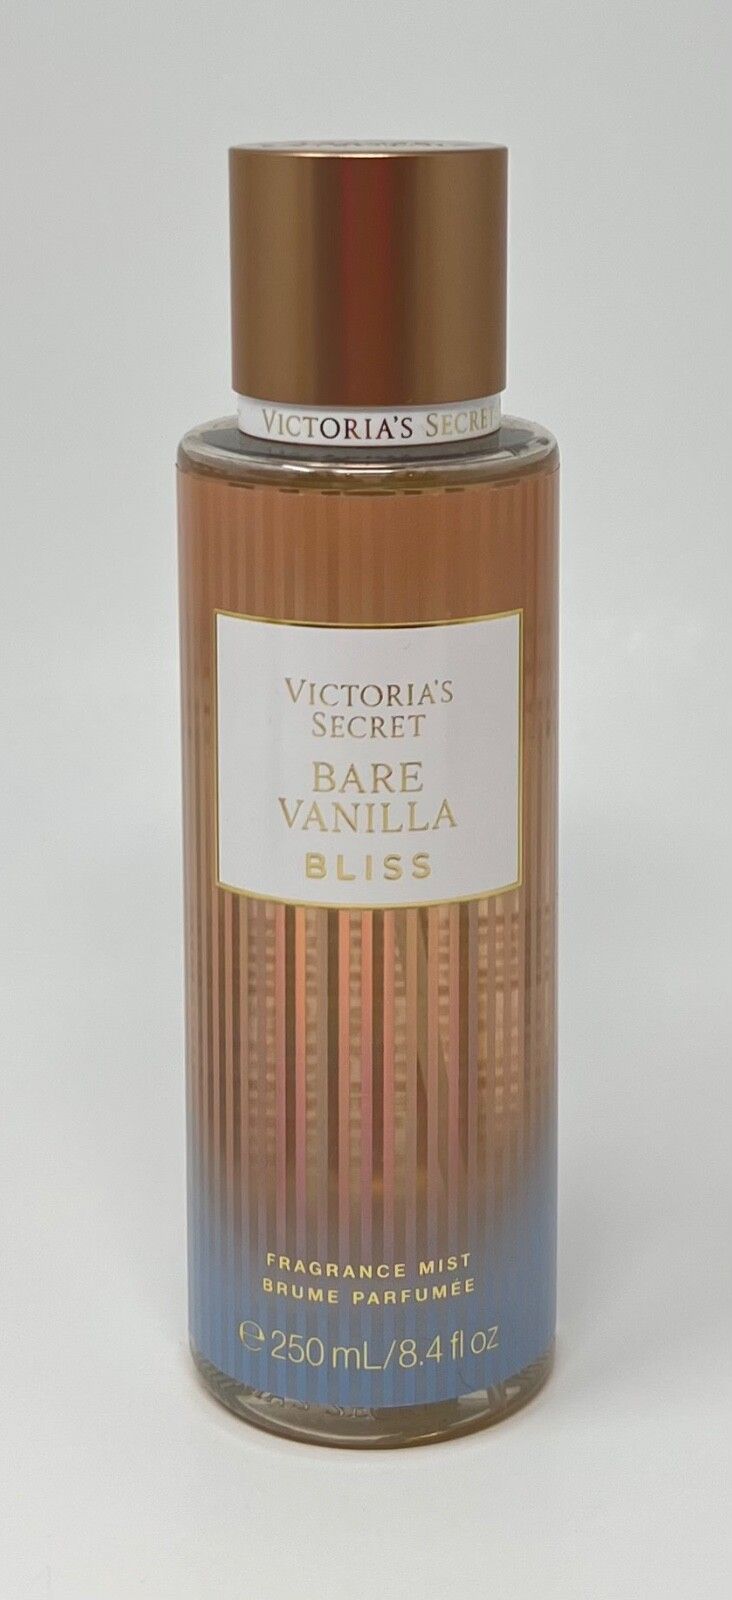 VICTORIA'S SECRET
VICTORIA'S
SECRET
BARE
VANILLA
BLISS
FRAGRANCE MIST
BRUME PARFUMÉE
℮ 250 mL/8.4 fl oz